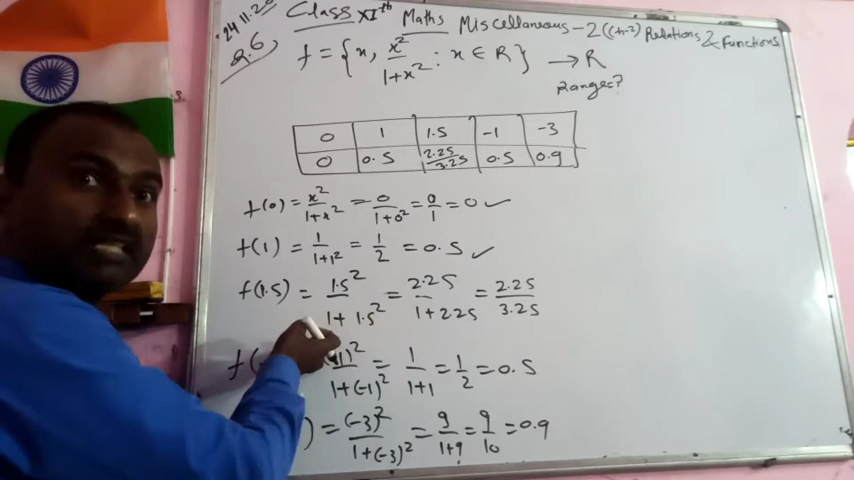 24.11.20
Class XIth Maths Miscellaneous-2 (Ch-2) Relations & Functions
Q.6
f = {x, x²/1+x² : x ∈ R} → R
Range?
0 1 1.5 -1 -3
0 0.5 2.25/3.25 0.5 0.9
f(0) = x²/1+x² = 0/1+0² = 0/1 = 0 ✓
f(1) = 1/1+1² = 1/2 = 0.5 ✓
f(1.5) = 1.5²/1+1.5² = 2.25/1+2.25 = 2.25/3.25
f(- 1)²/1+(-1)² = 1/1+1 = 1/2 = 0.5
) = (-3)²/1+(-3)² = 9/1+9 = 9/10 = 0.9